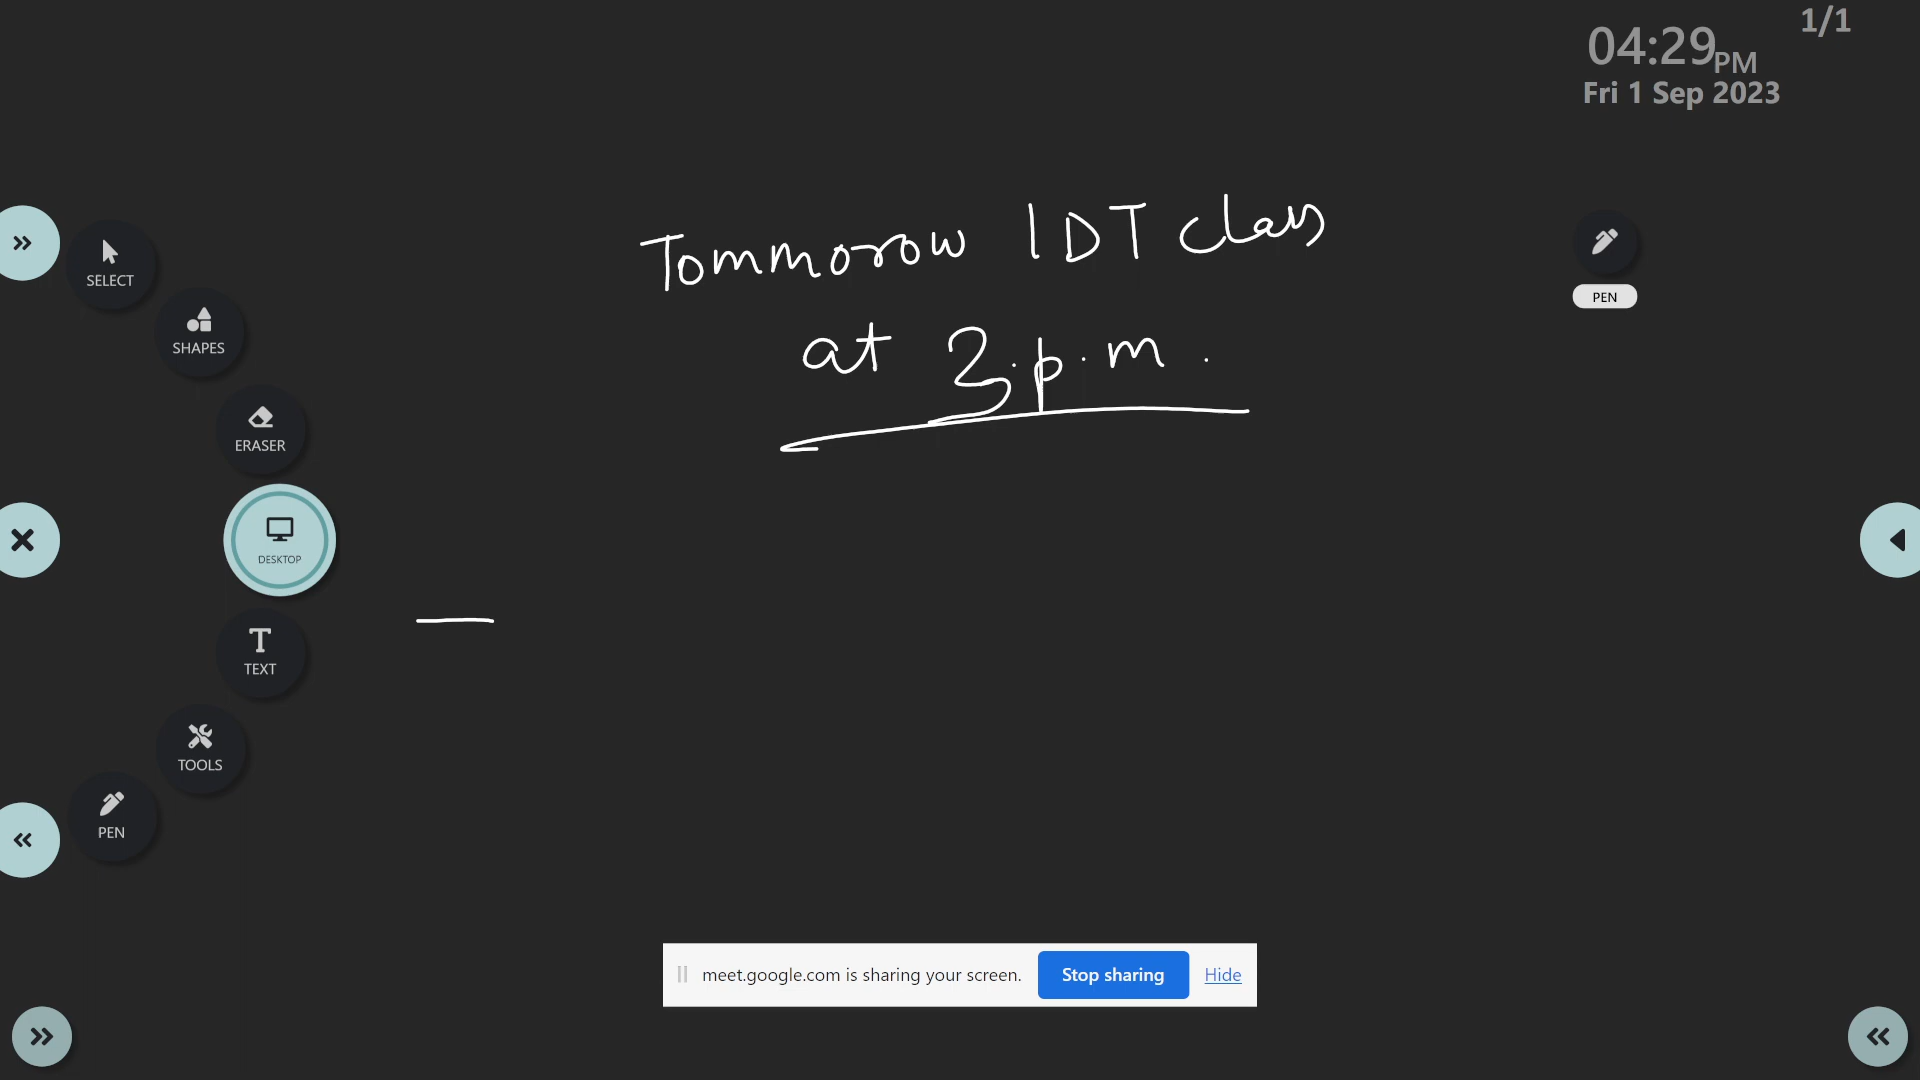 1/1
04:29PM
Fri 1 Sep 2023
Tommorow IDT class
at 3.p.m.
SELECT
SHAPES
ERASER
DESKTOP
TEXT
TOOLS
PEN
PEN
meet.google.com is sharing your screen. Stop sharing Hide